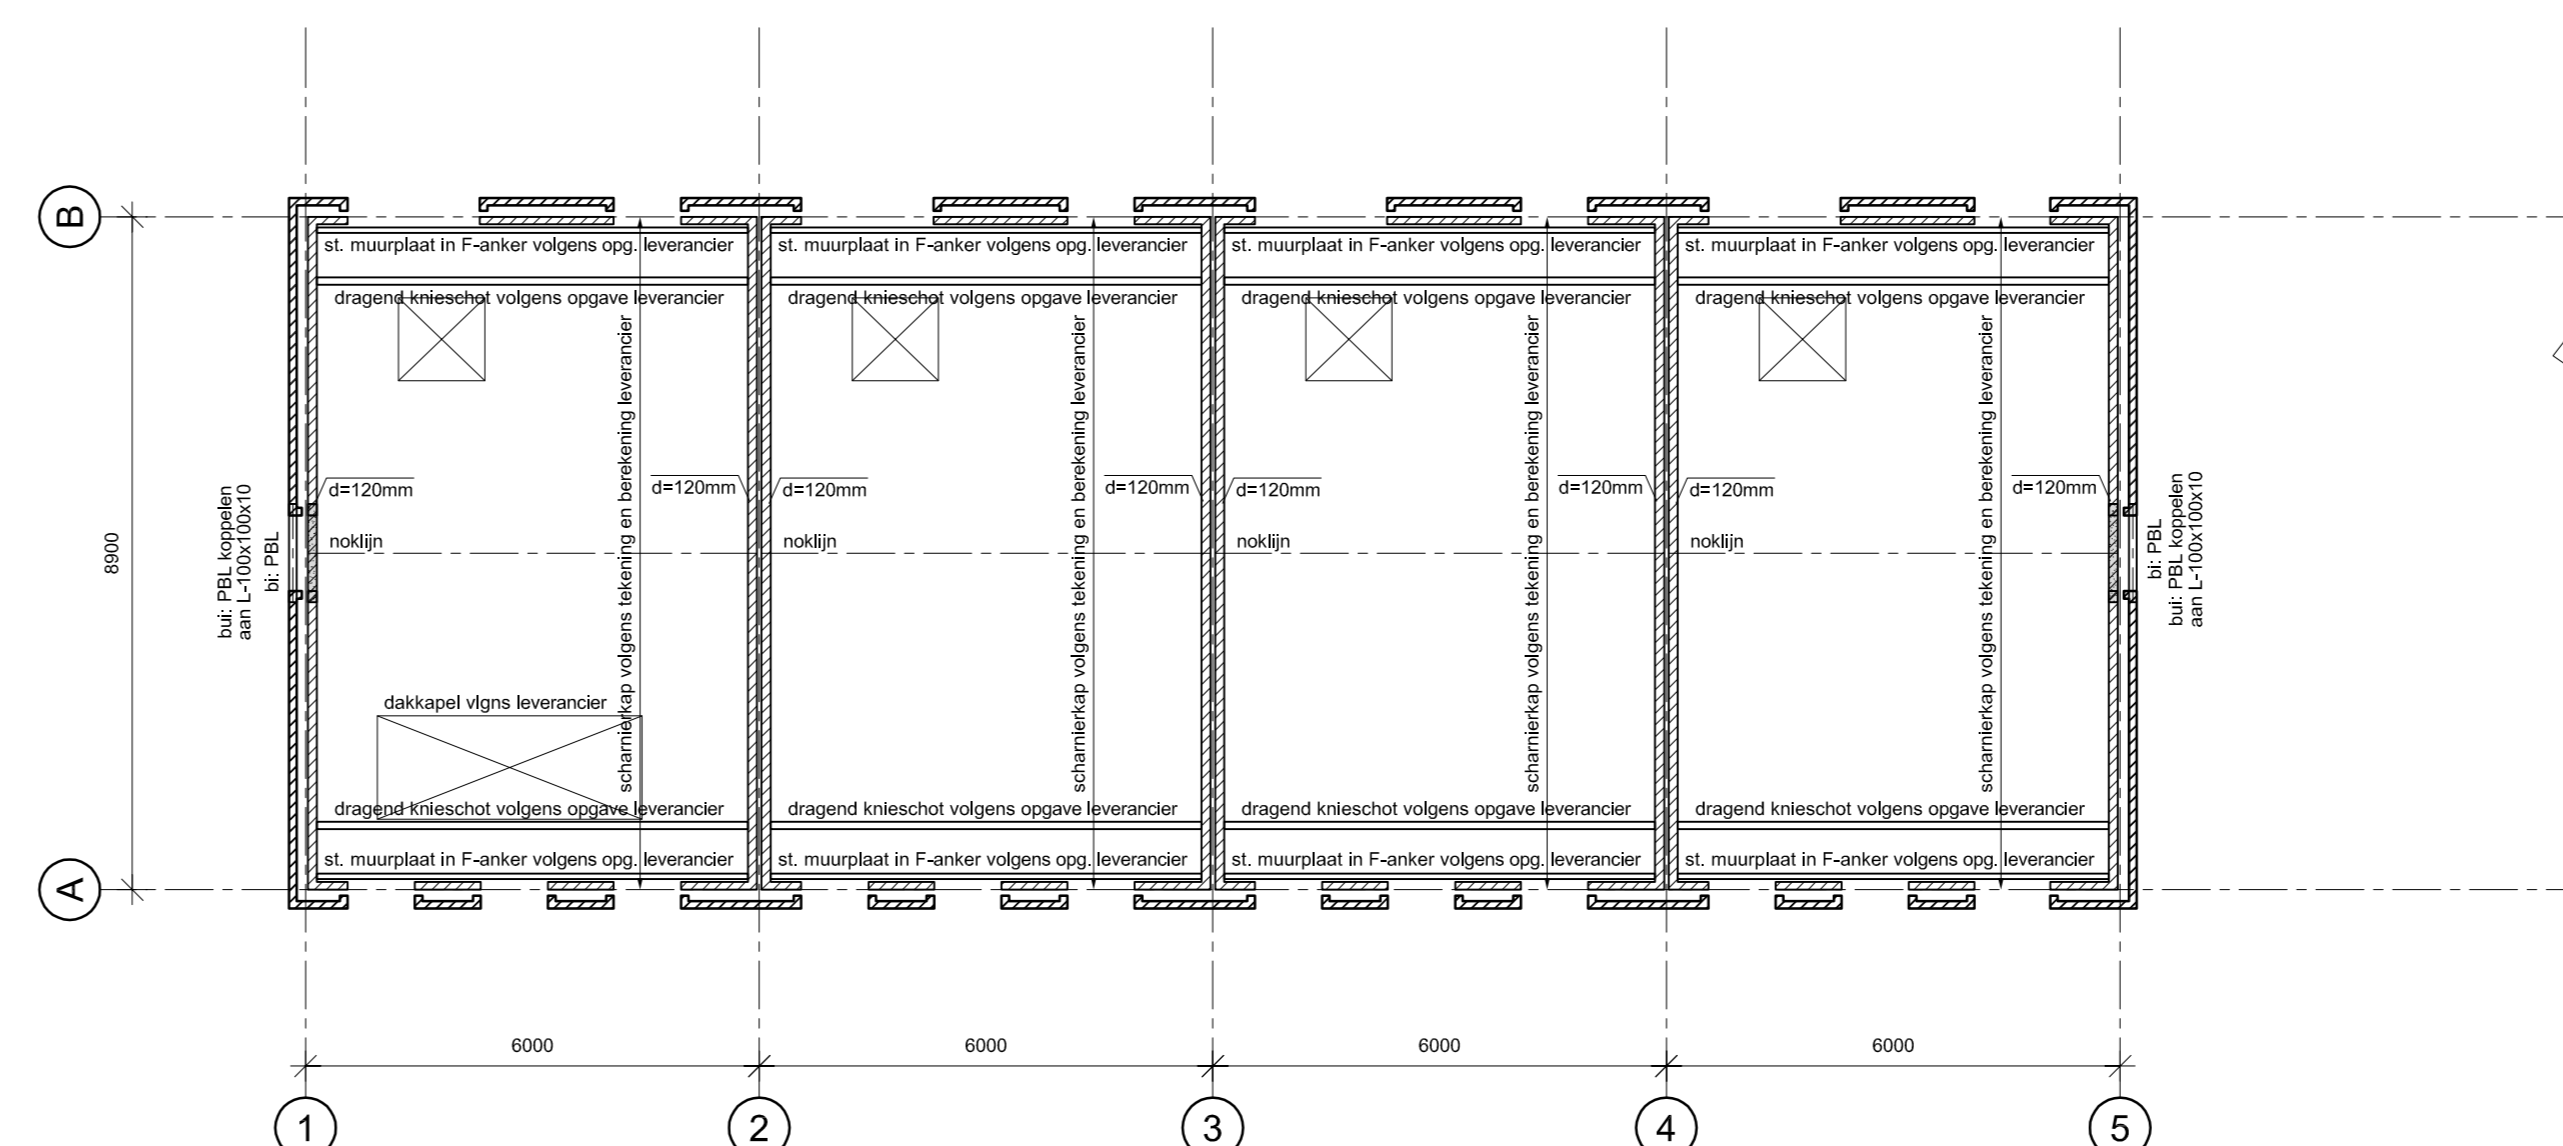 B
st. muurplaat in F-anker volgens opg. leverancier
st. muurplaat in F-anker volgens opg. leverancier
st. muurplaat in F-anker volgens opg. leverancier
st. muurplaat in F-anker volgens opg. leverancier
dragend knieschot volgens opgave leverancier
dragend knieschot volgens opgave leverancier
dragend knieschot volgens opgave leverancier
dragend knieschot volgens opgave leverancier
scharnierkap volgens tekening en berekening leverancier
scharnierkap volgens tekening en berekening leverancier
scharnierkap volgens tekening en berekening leverancier
scharnierkap volgens tekening en berekening leverancier
d=120mm
d=120mm
d=120mm
d=120mm
d=120mm
d=120mm
d=120mm
d=120mm
8900
bui: PBL koppelen
aan L-100x100x10
bi: PBL
noklijn
noklijn
noklijn
noklijn
bi: PBL
bui: PBL koppelen
aan L-100x100x10
dakkapel vlgns leverancier
dragend knieschot volgens opgave leverancier
dragend knieschot volgens opgave leverancier
dragend knieschot volgens opgave leverancier
dragend knieschot volgens opgave leverancier
st. muurplaat in F-anker volgens opg. leverancier
st. muurplaat in F-anker volgens opg. leverancier
st. muurplaat in F-anker volgens opg. leverancier
st. muurplaat in F-anker volgens opg. leverancier
A
6000
6000
6000
6000
1
2
3
4
5